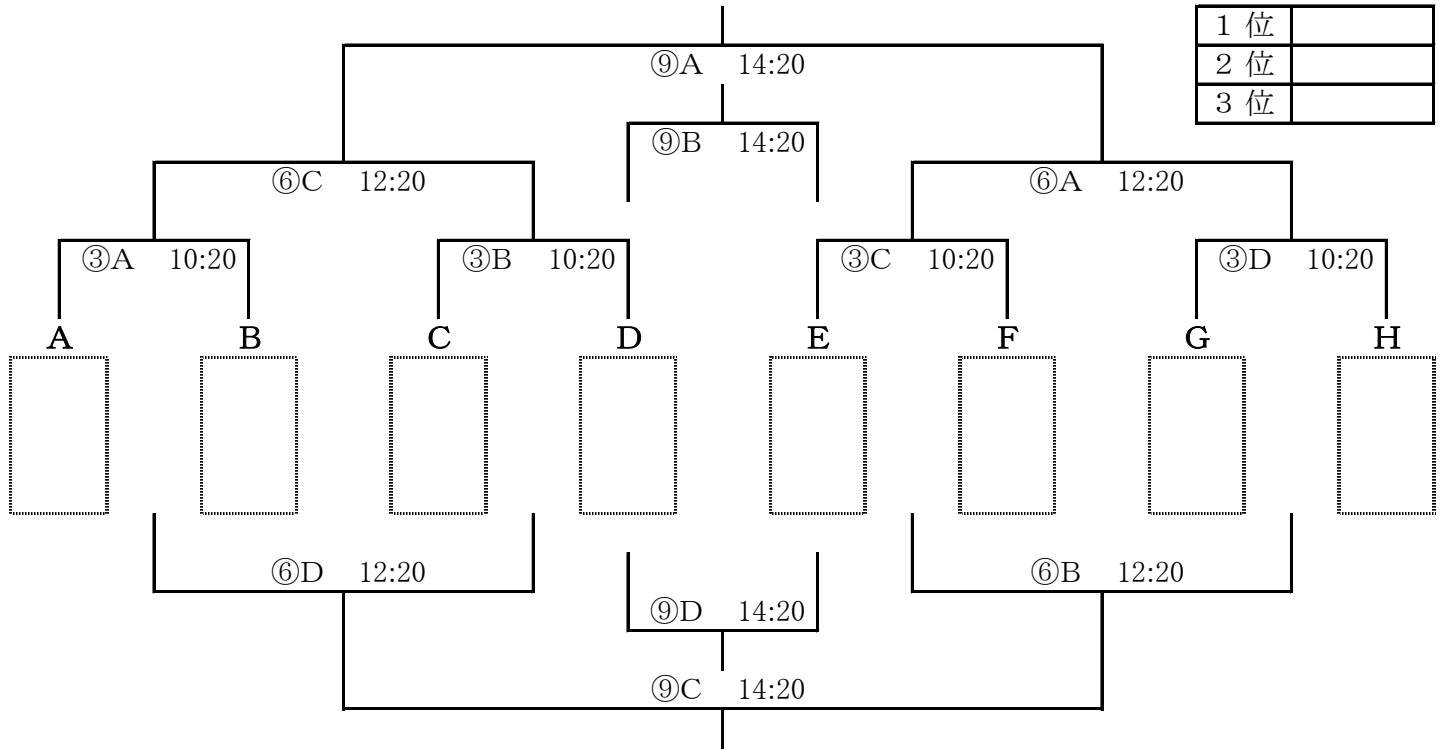 １ 位
⑨A 14:20
２ 位
３ 位
⑨B 14:20
⑥C 12:20
⑥A 12:20
③A 10:20
③B 10:20
③C 10:20
③D 10:20
A B C D E F G H
⑥D 12:20
⑥B 12:20
⑨D 14:20
⑨C 14:20